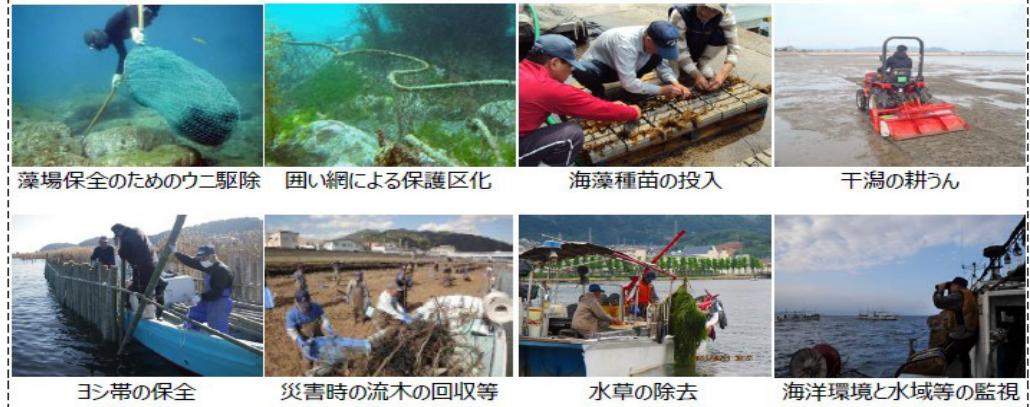 藻場保全のためのウニ駆除
囲い網による保護区化
海藻種苗の投入
干潟の耕うん
ヨシ帯の保全
災害時の流木の回収等
水草の除去
海洋環境と水域等の監視